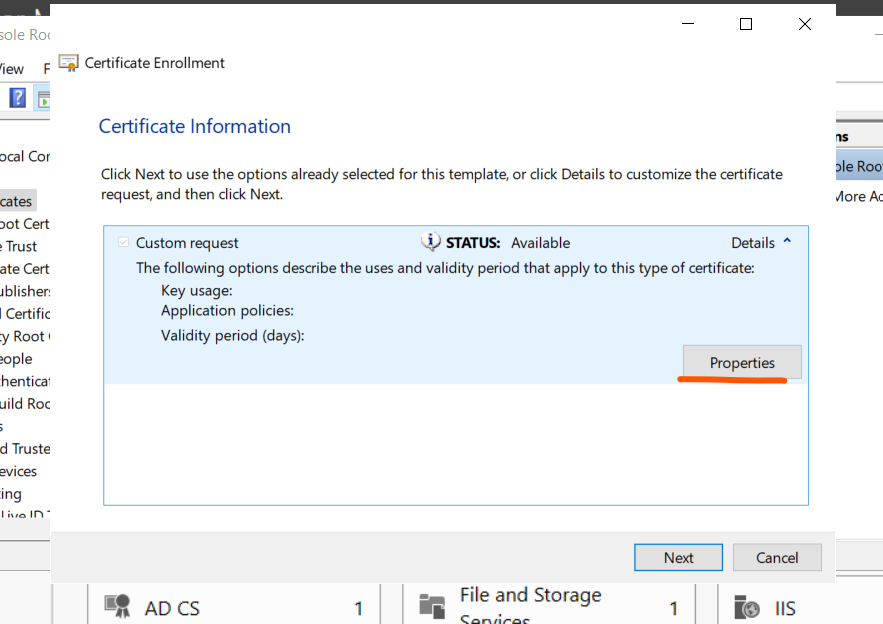 sole Roo
View F
Certificate Enrollment
Certificate Information
Click Next to use the options already selected for this template, or click Details to customize the certificate
request, and then click Next.
Custom request
STATUS: Available
Details
The following options describe the uses and validity period that apply to this type of certificate:
Key usage:
Application policies:
Validity period (days):
Properties
Next
Cancel
ocal Con
cates
oot Cert
e Trust
ate Cert
ublishers
d Certific
ty Root
eople
henticat
uild Roo
s
d Truste
evices
ing
Live ID T
ns
ole Roo
More Ac
AD CS 1
File and Storage
Services 1
IIS